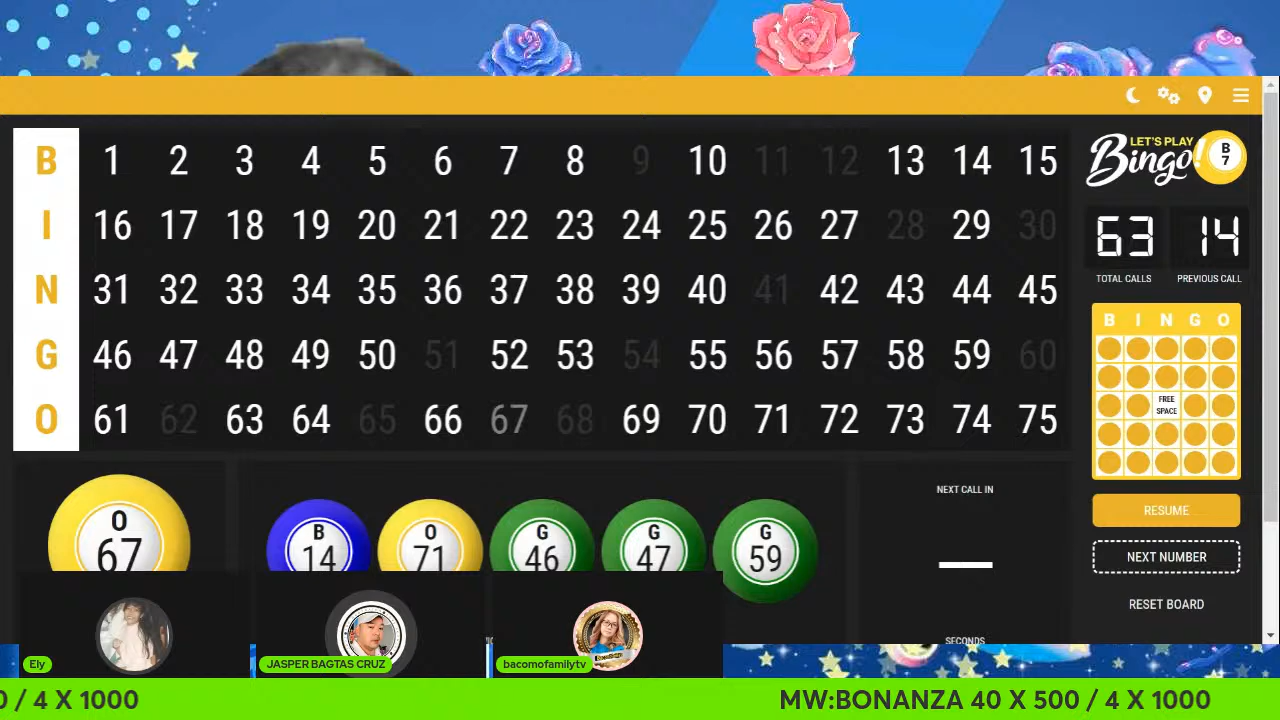 LET'S PLAY
Bingo!
B
7
B 1 2 3 4 5 6 7 8 9 10 11 12 13 14 15
I 16 17 18 19 20 21 22 23 24 25 26 27 28 29 30
N 31 32 33 34 35 36 37 38 39 40 41 42 43 44 45
G 46 47 48 49 50 51 52 53 54 55 56 57 58 59 60
O 61 62 63 64 65 66 67 68 69 70 71 72 73 74 75
63 14
TOTAL CALLS PREVIOUS CALL
B I N G O
FREE
SPACE
RESUME
NEXT NUMBER
RESET BOARD
O
67
B
14
O
71
G
46
G
47
G
59
NEXT CALL IN
SECONDS
Ely
JASPER BAGTAS CRUZ
bacomofamilytv
0 / 4 X 1000 MW:BONANZA 40 X 500 / 4 X 1000